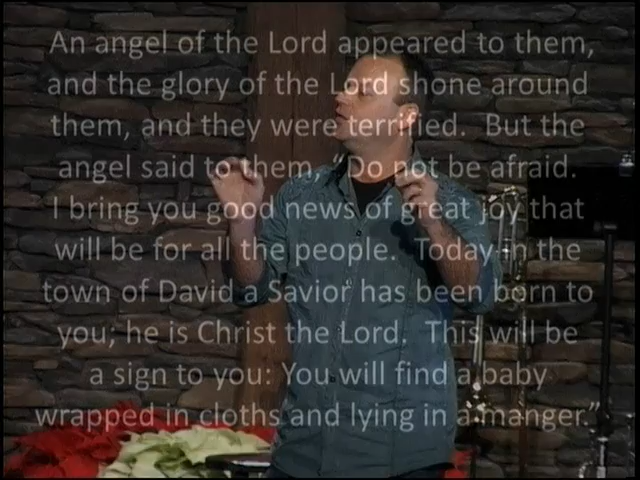 An angel of the Lord appeared to them,
and the glory of the Lord shone around
them, and they were terrified.  But the
angel said to them, "Do not be afraid.
I bring you good news of great joy that
will be for all the people.  Today in the
town of David a Savior has been born to
you; he is Christ the Lord.  This will be
a sign to you: You will find a baby
wrapped in cloths and lying in a manger.”